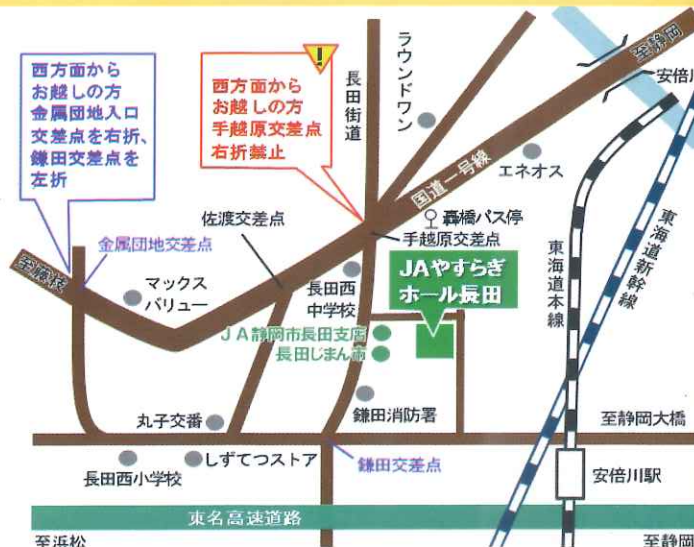 西方面から
お越しの方
金属団地入口
交差点を右折、
鎌田交差点を
左折
西方面から
お越しの方
手越原交差点
右折禁止
長田街道
ラウンドワン
至静岡
安倍川
エネオス
国道一号線
轟橋バス停
手越原交差点
佐渡交差点
金属団地交差点
至藤枝
マックス
バリュー
長田西
中学校
JAやすらぎ
ホール長田
東海道本線
東海道新幹線
JA静岡市長田支店
長田じまん市
丸子交番
鎌田消防署
至静岡大橋
長田西小学校
しずてつストア
鎌田交差点
安倍川駅
東名高速道路
至浜松
至静岡